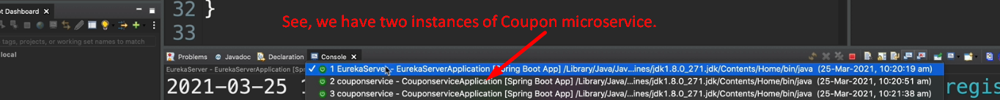 t Dashboard
32 }
33
See, we have two instances of Coupon microservice.
tags, projects, or working set names to match
local
Problems Javadoc Declaration Console
EurekaServer - EurekaServerApplication [Sp
1 EurekaServer - EurekaServerApplication [Spring Boot App] /Library/Java/Jav...ines/jdk1.8.0_271.jdk/Contents/Home/bin/java (25-Mar-2021, 10:20:19 am)
2 couponservice - CouponserviceApplication [Spring Boot App] /Library/Java/Jav...ines/jdk1.8.0_271.jdk/Contents/Home/bin/java (25-Mar-2021, 10:20:51 am)
3 couponservice - CouponserviceApplication [Spring Boot App] /Library/Java/Jav...ines/jdk1.8.0_271.jdk/Contents/Home/bin/java (25-Mar-2021, 10:21:38 am)
2021-03-25 1 regis